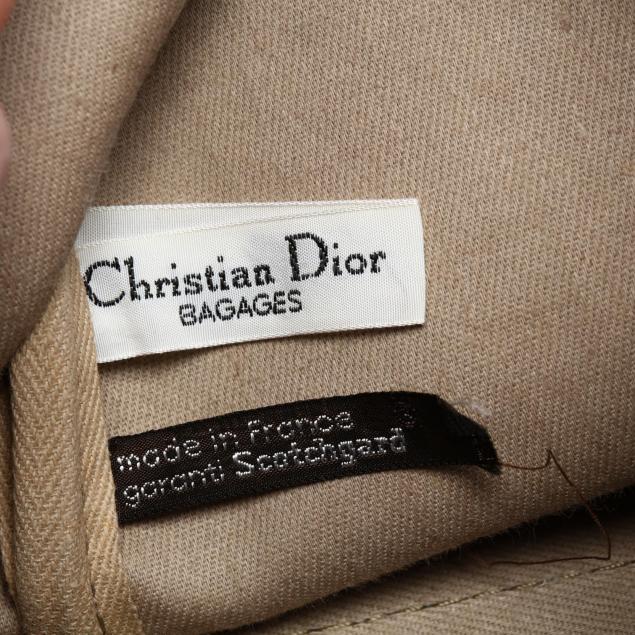 Christian Dior
BAGAGES
made in France
garanti Scotchgard